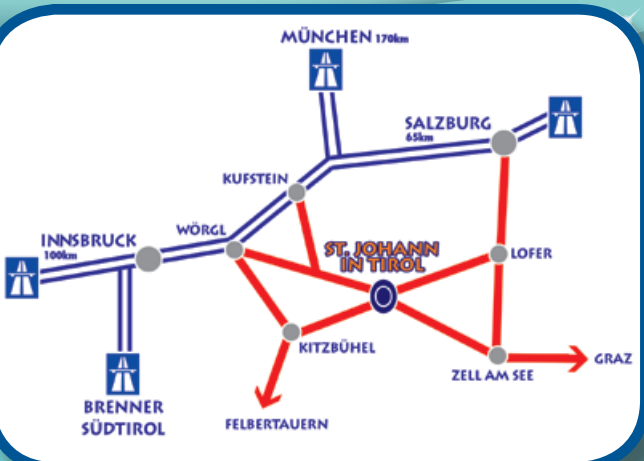 MÜNCHEN 170km
SALZBURG
65km
KUFSTEIN
WÖRGL
INNSBRUCK
100km
ST. JOHANN
IN TIROL
LOFER
KITZBÜHEL
GRAZ
ZELL AM SEE
BRENNER
SÜDTIROL
FELBERTAUERN